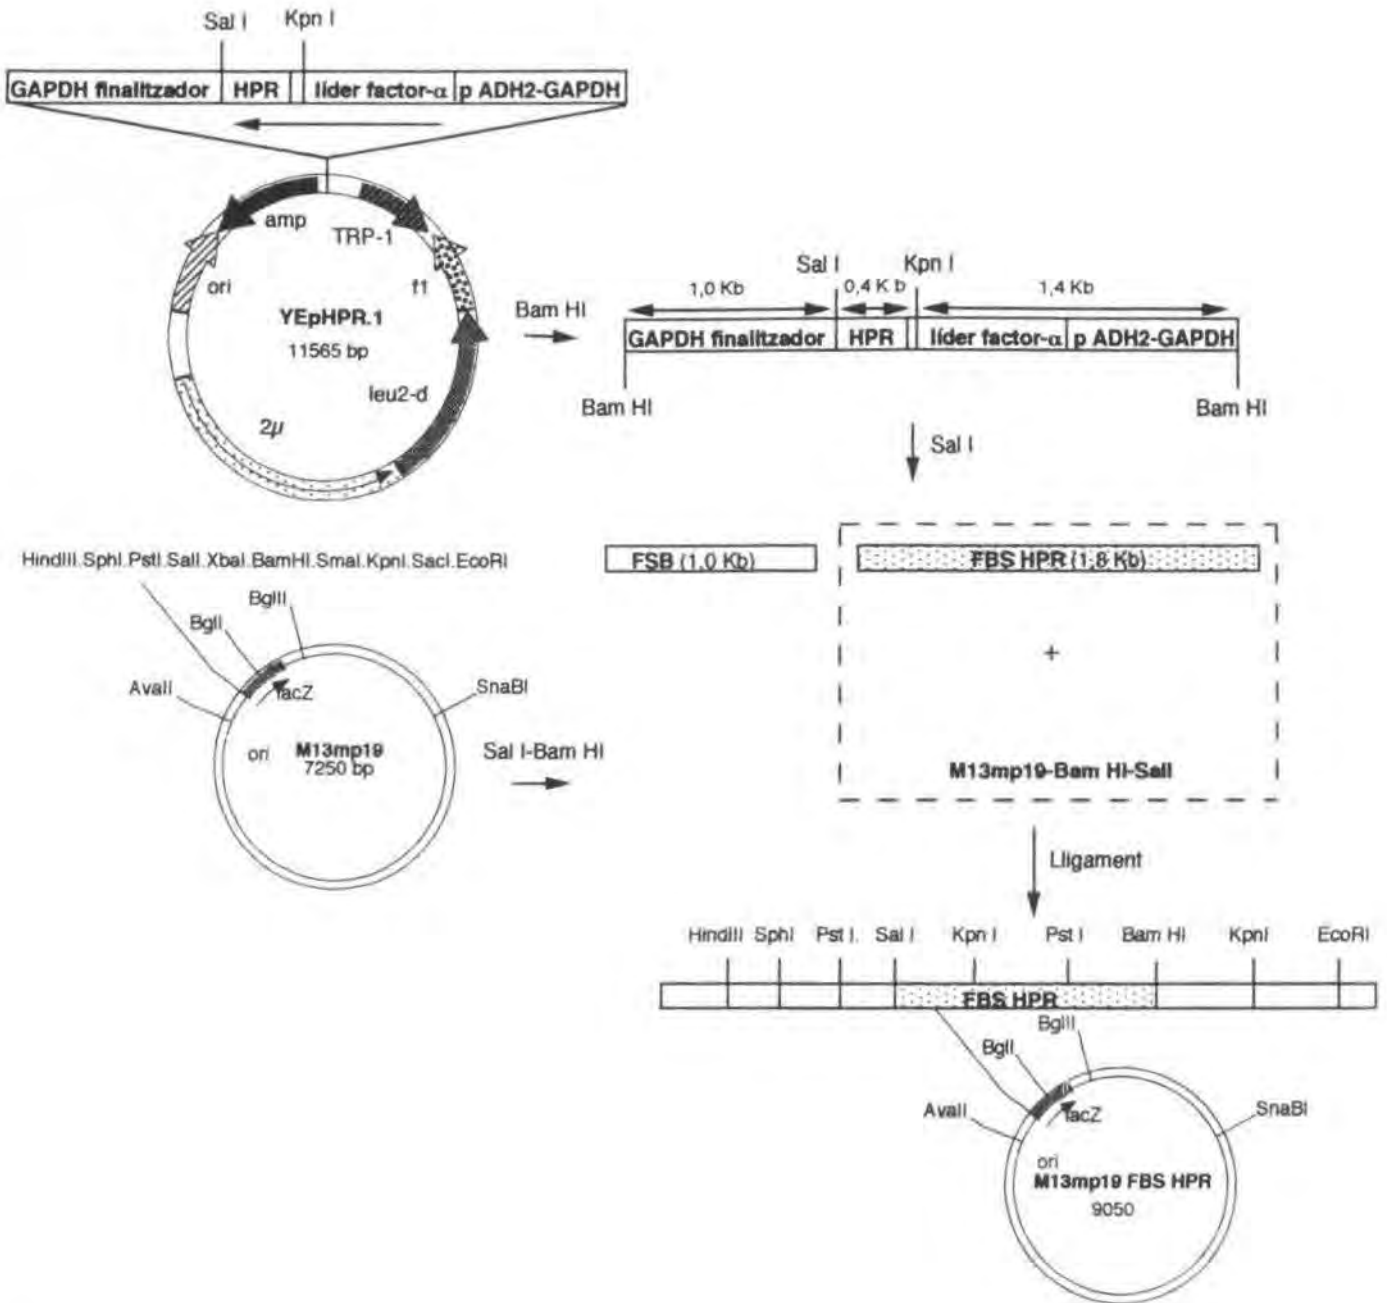 Sal I Kpn I
GAPDH finalitzador HPR líder factor-α p ADH2-GAPDH
amp
TRP-1
ori
f1
YEpHPR.1
11565 bp
leu2-d
2µ
Bam HI
Sal I Kpn I
1,0 Kb 0,4 K b 1,4 Kb
GAPDH finalitzador HPR líder factor-α p ADH2-GAPDH
Bam HI Bam HI
Sal I
HindIII.SphI.PstI.SalI.XbaI.BamHI.SmaI.KpnI.SacI.EcoRI
FSB (1,0 Kb) FBS HPR (1,8 Kb)
BglII
BglI
AvaII
SnaBI
lacZ
ori
M13mp19
7250 bp
Sal I-Bam HI
+
M13mp19-Bam HI-SalI
Lligament
HindIII SphI Pst I. Sal I Kpn I Pst I Bam HI KpnI EcoRI
FBS HPR
BglII
BglI
AvaII
SnaBI
lacZ
ori
M13mp19 FBS HPR
9050